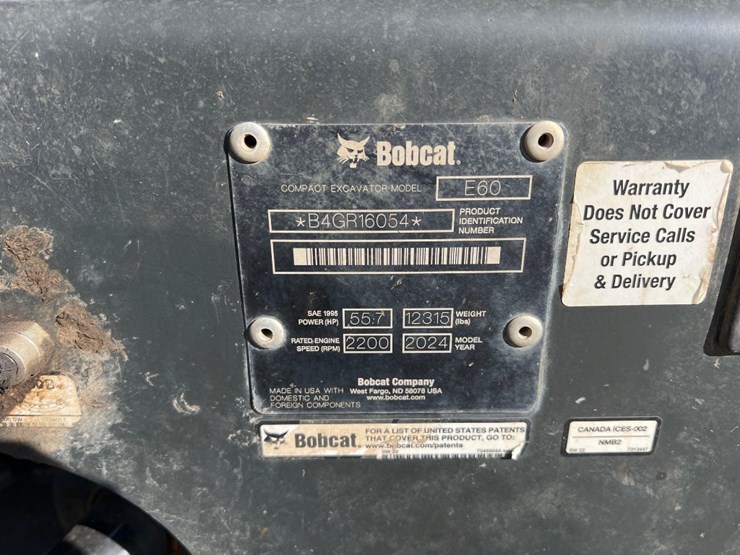 Bobcat.
COMPACT EXCAVATOR-MODEL E60
*B4GR16054* PRODUCT IDENTIFICATION NUMBER
SAE 1995 POWER (HP) 55.7 12315 WEIGHT (lbs)
RATED ENGINE SPEED (RPM) 2200 2024 MODEL YEAR
Bobcat Company
MADE IN USA WITH West Fargo, ND 58078 USA
DOMESTIC AND www.bobcat.com
FOREIGN COMPONENTS
Bobcat.
FOR A LIST OF UNITED STATES PATENTS
THAT COVER THIS PRODUCT, GO TO:
www.bobcat.com/patents
Warranty
Does Not Cover
Service Calls
or Pickup
& Delivery
CANADA ICES-002
NMB2